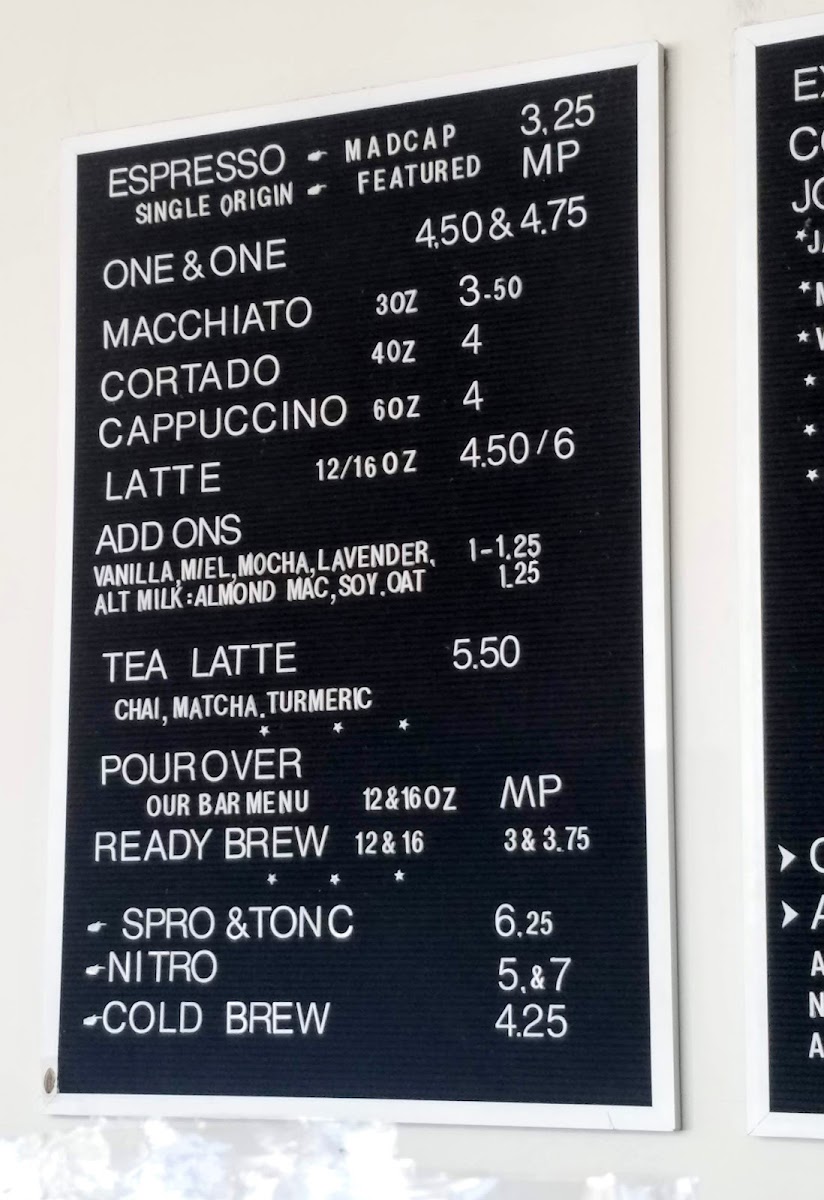 ESPRESSO MADCAP 3.25
SINGLE ORIGIN FEATURED MP
ONE & ONE 4.50 & 4.75
MACCHIATO 3OZ 3-50
CORTADO 4OZ 4
CAPPUCCINO 6OZ 4
LATTE 12/16 OZ 4.50/6
ADD ONS
VANILLA, MIEL, MOCHA, LAVENDER, 1-1.25
ALT MILK: ALMOND MAC, SOY. OAT 1.25
TEA LATTE 5.50
CHAI, MATCHA. TURMERIC
POUROVER
OUR BAR MENU 12&16OZ MP
READY BREW 12 & 16 3 & 3.75
SPRO & TON C 6.25
NITRO 5.&7
COLD BREW 4.25